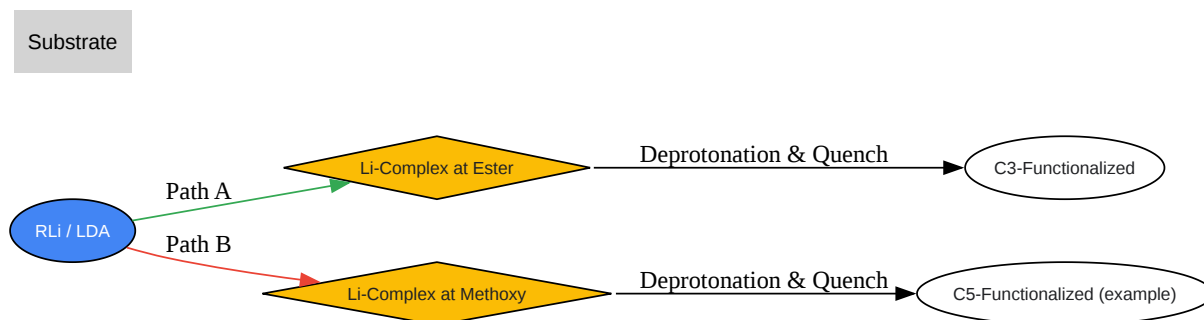 Substrate
Li-Complex at Ester
Deprotonation & Quench
C3-Functionalized
Path A
RLi / LDA
Path B
Li-Complex at Methoxy
Deprotonation & Quench
C5-Functionalized (example)